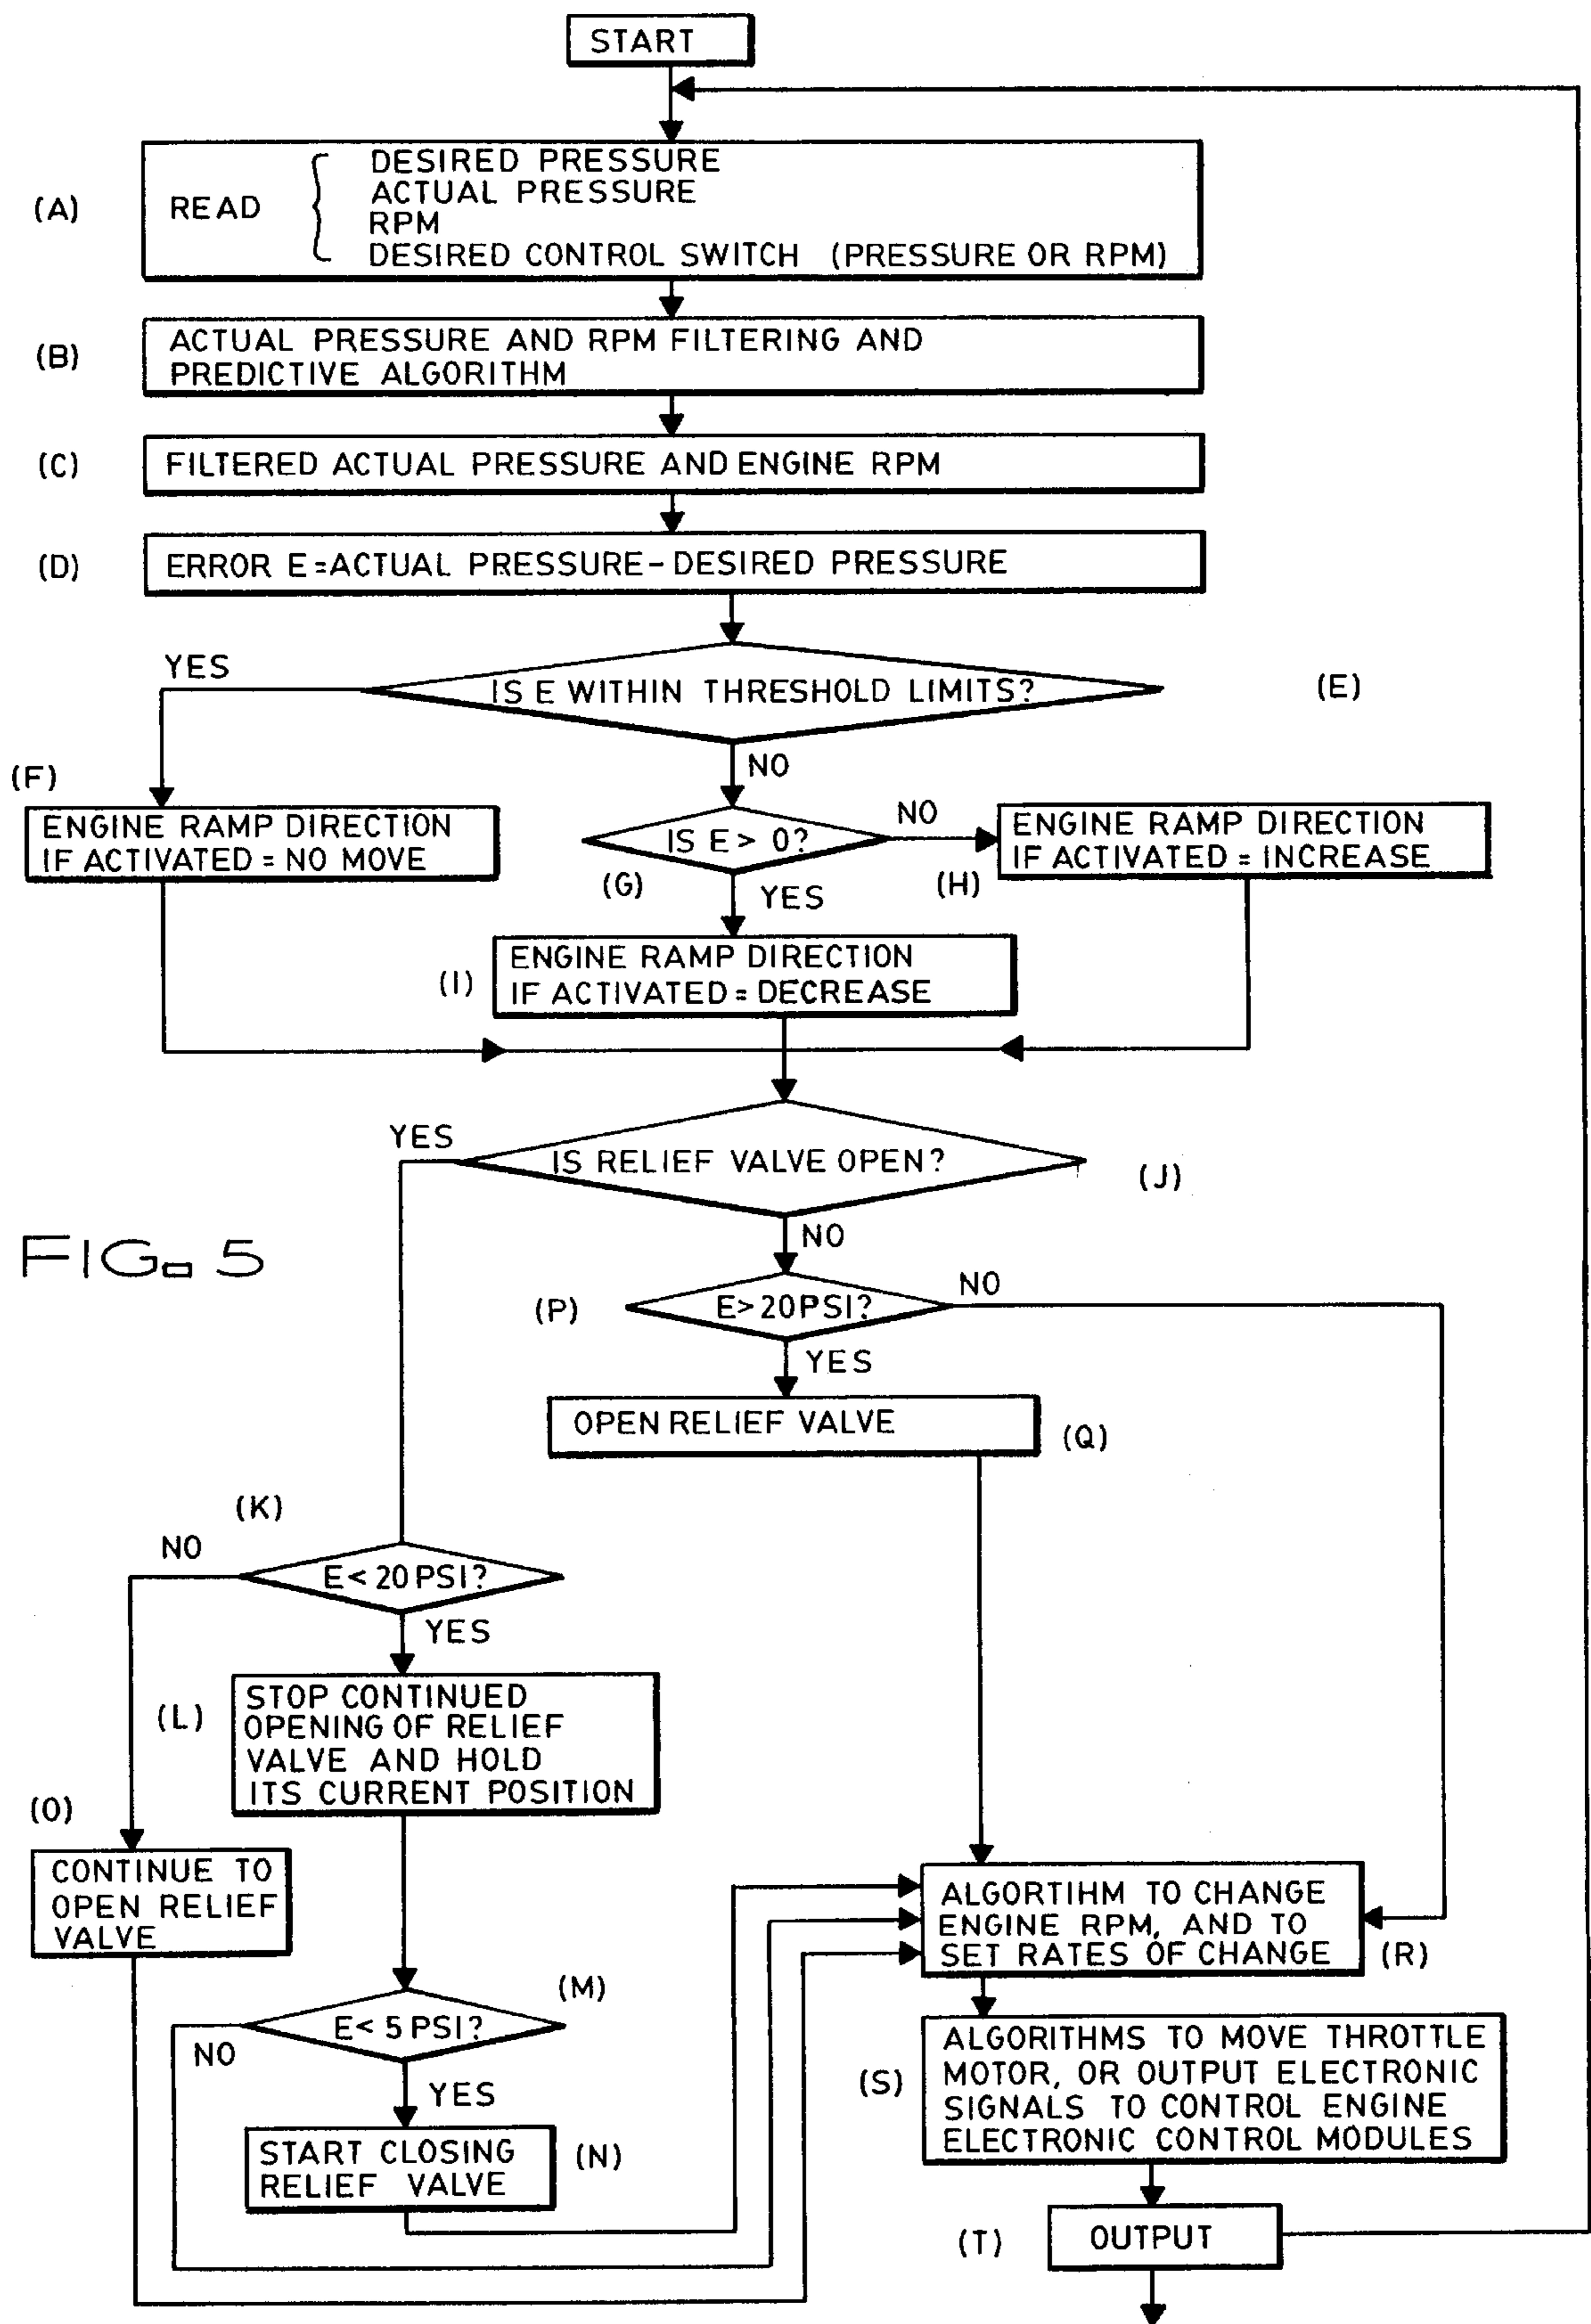 START
(A)
READ
DESIRED PRESSURE
ACTUAL PRESSURE
RPM
DESIRED CONTROL SWITCH (PRESSURE OR RPM)
(B)
ACTUAL PRESSURE AND RPM FILTERING AND
PREDICTIVE ALGORITHM
(C)
FILTERED ACTUAL PRESSURE AND ENGINE RPM
(D)
ERROR E=ACTUAL PRESSURE-DESIRED PRESSURE
YES
IS E WITHIN THRESHOLD LIMITS?
(E)
NO
(F)
ENGINE RAMP DIRECTION
IF ACTIVATED = NO MOVE
IS E > 0?
NO
(G)
YES
(H)
ENGINE RAMP DIRECTION
IF ACTIVATED = INCREASE
(I)
ENGINE RAMP DIRECTION
IF ACTIVATED = DECREASE
YES
IS RELIEF VALVE OPEN?
(J)
NO
FIG. 5
(P)
E> 20 PSI?
NO
YES
OPEN RELIEF VALVE
(Q)
(K)
NO
E< 20 PSI?
YES
(L)
STOP CONTINUED
OPENING OF RELIEF
VALVE AND HOLD
ITS CURRENT POSITION
(O)
CONTINUE TO
OPEN RELIEF
VALVE
ALGORTIHM TO CHANGE
ENGINE RPM, AND TO
SET RATES OF CHANGE
(R)
(M)
E< 5 PSI?
NO
YES
START CLOSING
RELIEF VALVE
(N)
(S)
ALGORITHMS TO MOVE THROTTLE
MOTOR, OR OUTPUT ELECTRONIC
SIGNALS TO CONTROL ENGINE
ELECTRONIC CONTROL MODULES
(T)
OUTPUT